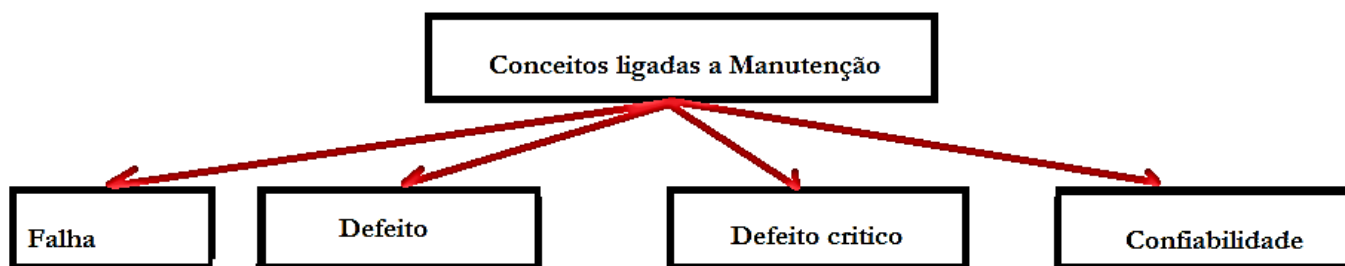 Conceitos ligadas a Manutenção
Falha
Defeito
Defeito critico
Confiabilidade